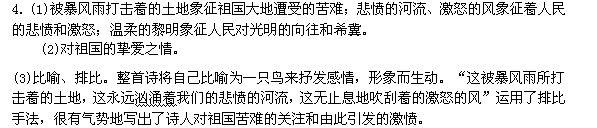 4．(1)被暴风雨打击着的土地象征祖国大地遭受的苦难；悲愤的河流、激怒的风象征着人民
的悲愤和激怒；温柔的黎明象征人民对光明的向往和希冀。
(2)对祖国的挚爱之情。
(3)比喻、排比。整首诗将自己比喻为一只鸟来抒发感情，形象而生动。“这被暴风雨所打
击着的土地，这永远汹涌着我们的悲愤的河流，这无止息地吹刮着的激怒的风”运用了排比
手法，很有气势地写出了诗人对祖国苦难的关注和由此引发的激愤。